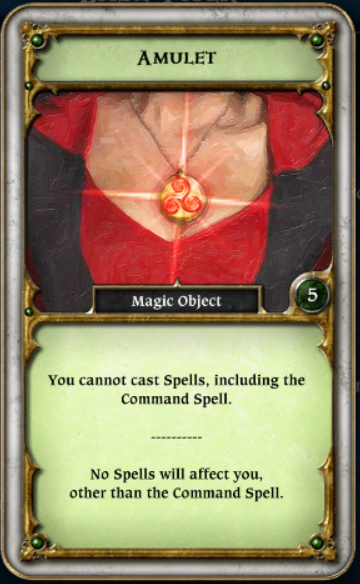 Amulet
Magic Object
5
You cannot cast Spells, including the
Command Spell.
----------
No Spells will affect you,
other than the Command Spell.